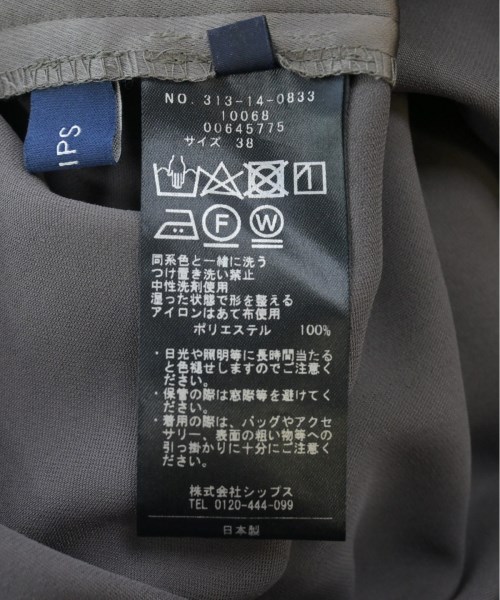 NO. 313-14-0833
10068
00645775
サイズ 38
F
W
同系色と一緒に洗う
つけ置き洗い禁止
中性洗剤使用
湿った状態で形を整える
アイロンはあて布使用
ポリエステル 100%
・日光や照明等に長時間当たる
と色褪せしますのでご注意く
ださい。
・保管の際は窓際等を避けてく
ださい。
・着用の際は、バッグやアクセ
サリー、表面の粗い物等への
引っ掛かりに十分にご注意く
ださい。
株式会社シップス
TEL 0120-444-099
日本製
IPS